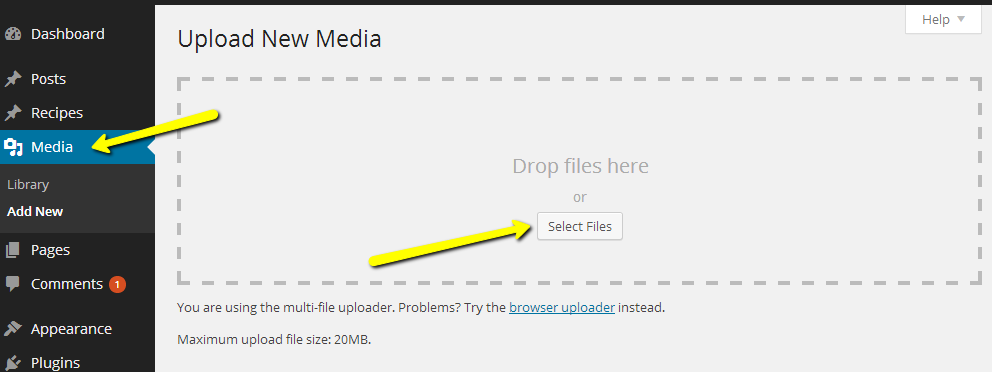 Help
Dashboard
Upload New Media
Posts
Recipes
Media
Library
Add New
Pages
Comments 1
Appearance
Plugins
Drop files here
or
Select Files
You are using the multi-file uploader. Problems? Try the browser uploader instead.
Maximum upload file size: 20MB.